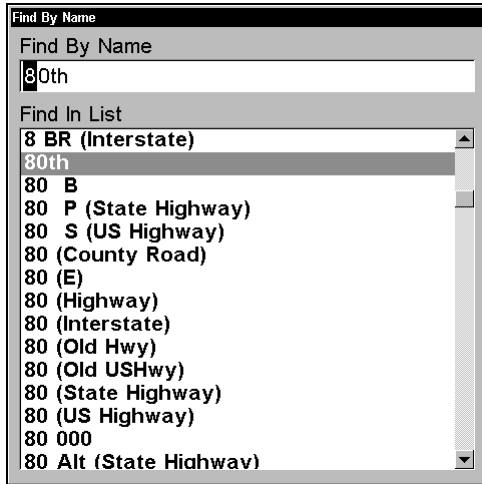 Find By Name
Find By Name
80th
Find In List
8 BR (Interstate)
80th
80 B
80 P (State Highway)
80 S (US Highway)
80 (County Road)
80 (E)
80 (Highway)
80 (Interstate)
80 (Old Hwy)
80 (Old USHwy)
80 (State Highway)
80 (US Highway)
80 000
80 Alt (State Highway)